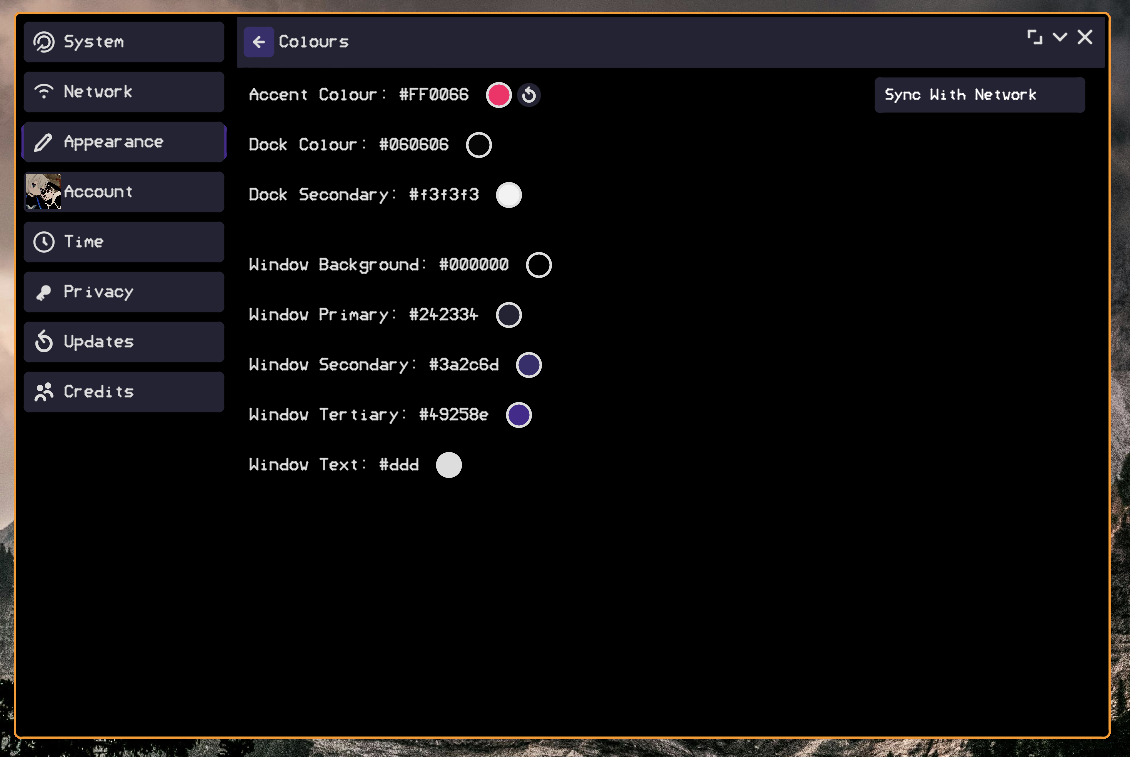 System
Network
Appearance
Account
Time
Privacy
Updates
Credits
Colours
Accent Colour: #FF0066
Sync With Network
Dock Colour: #060606
Dock Secondary: #f3f3f3
Window Background: #000000
Window Primary: #242334
Window Secondary: #3a2c6d
Window Tertiary: #49258e
Window Text: #ddd